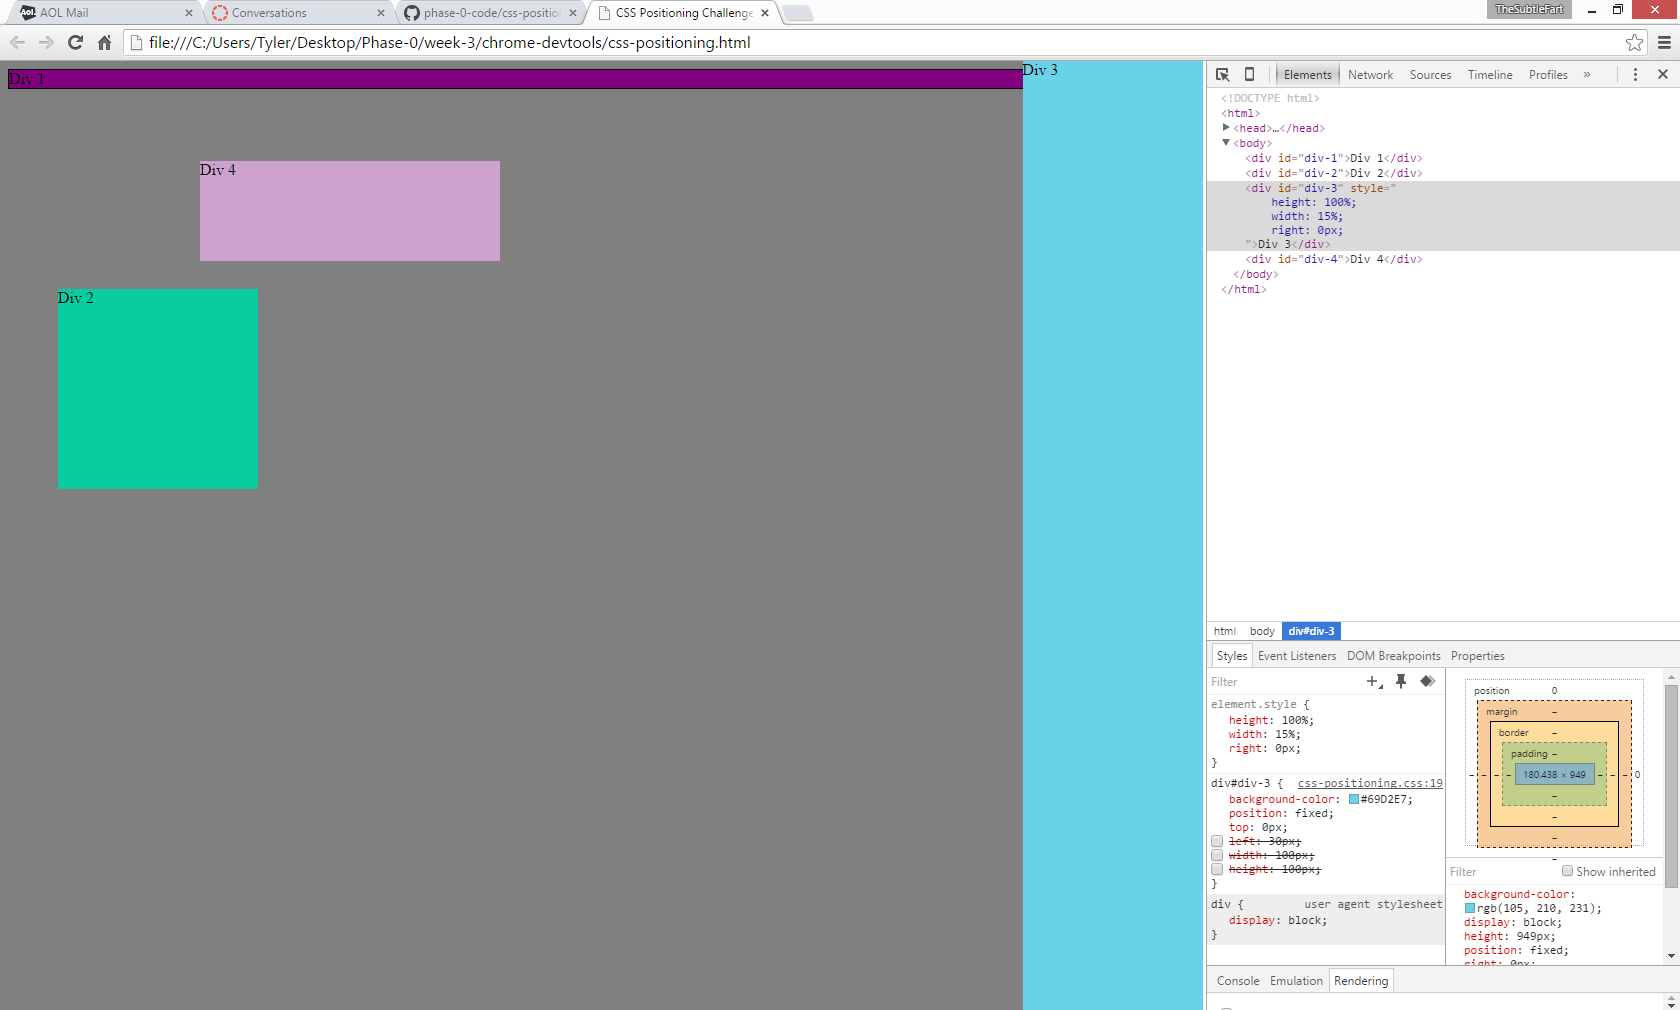 AOL Mail
Conversations
phase-0-code/css-positio
CSS Positioning Challenge
TheSubtleFart
file:///C:/Users/Tyler/Desktop/Phase-0/week-3/chrome-devtools/css-positioning.html
Div 1
Div 3
Div 4
Div 2
Elements Network Sources Timeline Profiles »
<!DOCTYPE html>
<html>
<head>…</head>
<body>
<div id="div-1">Div 1</div>
<div id="div-2">Div 2</div>
<div id="div-3" style="
height: 100%;
width: 15%;
right: 0px;
">Div 3</div>
<div id="div-4">Div 4</div>
</body>
</html>
html body div#div-3
Styles Event Listeners DOM Breakpoints Properties
Filter
element.style {
height: 100%;
width: 15%;
right: 0px;
}
div#div-3 { css-positioning.css:19
background-color: #69D2E7;
position: fixed;
top: 0px;
left: 30px;
width: 100px;
height: 100px;
}
div { user agent stylesheet
display: block;
}
position 0
margin –
border –
padding –
– – – – 180.438 × 949 – – – 0
–
–
–
–
Filter Show inherited
background-color:
rgb(105, 210, 231);
display: block;
height: 949px;
position: fixed;
right: 0px;
Console Emulation Rendering